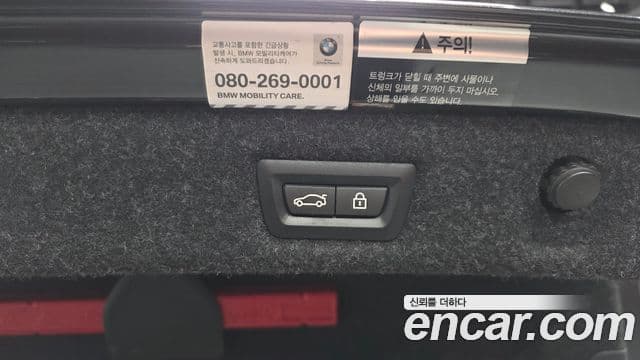 교통사고를 포함한 긴급상황
발생 시, BMW 모빌리티케어가
신속하게 도와드리겠습니다.
080-269-0001
BMW MOBILITY CARE.
주의!
트렁크가 닫힐 때 주변에 사물이나
신체의 일부를 가까이 두지 마십시오.
상해를 입을 수도 있습니다.
신뢰를 더하다
encar.com